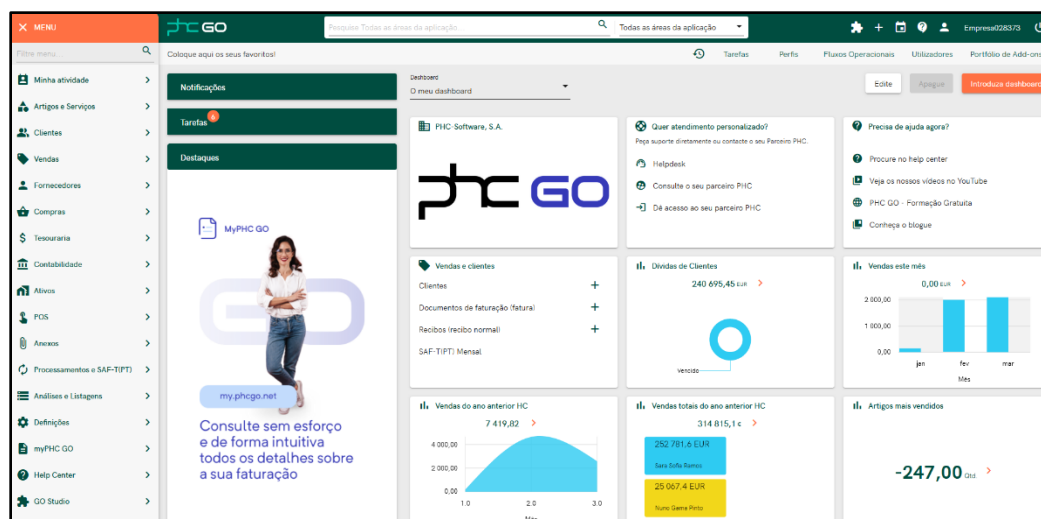 MENU
phc GO
Pesquise Todas as áreas da aplicação
Todas as áreas da aplicação
Empresa028373
Filtre menu...
Coloque aqui os seus favoritos!
Tarefas
Perfis
Fluxos Operacionais
Utilizadores
Portfólio de Add-ons
Minha atividade
Artigos e Serviços
Clientes
Vendas
Fornecedores
Compras
Tesouraria
Contabilidade
Ativos
POS
Anexos
Processamentos e SAF-T(PT)
Análises e Listagens
Definições
myPHC GO
Help Center
GO Studio
Notificações
Tarefas 6
Destaques
MyPHC GO
my.phcgo.net
Consulte sem esforço
e de forma intuitiva
todos os detalhes sobre
a sua faturação
Dashboard
O meu dashboard
Edite
Apague
Introduza dashboard
PHC-Software, S.A.
phc GO
Quer atendimento personalizado?
Peça suporte diretamente ou contacte o seu Parceiro PHC.
Helpdesk
Consulte o seu parceiro PHC
Dê acesso ao seu parceiro PHC
Precisa de ajuda agora?
Procure no help center
Veja os nossos vídeos no YouTube
PHC GO - Formação Gratuita
Conheça o blogue
Vendas e clientes
Clientes
Documentos de faturação (fatura)
Recibos (recibo normal)
SAF-T(PT) Mensal
Dívidas de Clientes
240 695,45 EUR
Vencido
Vendas este mês
0,00 EUR
2 000,00
1 000,00
0,00
jan fev mar
Mês
Vendas do ano anterior HC
7 419,82
4 000,00
2 000,00
0,00
1.0 2.0 3.0
Mês
Vendas totais do ano anterior HC
314 815,1 €
252 781,6 EUR
Sara Sofia Ramos
25 067,4 EUR
Nuno Game Pinto
Artigos mais vendidos
-247,00 Qtd.